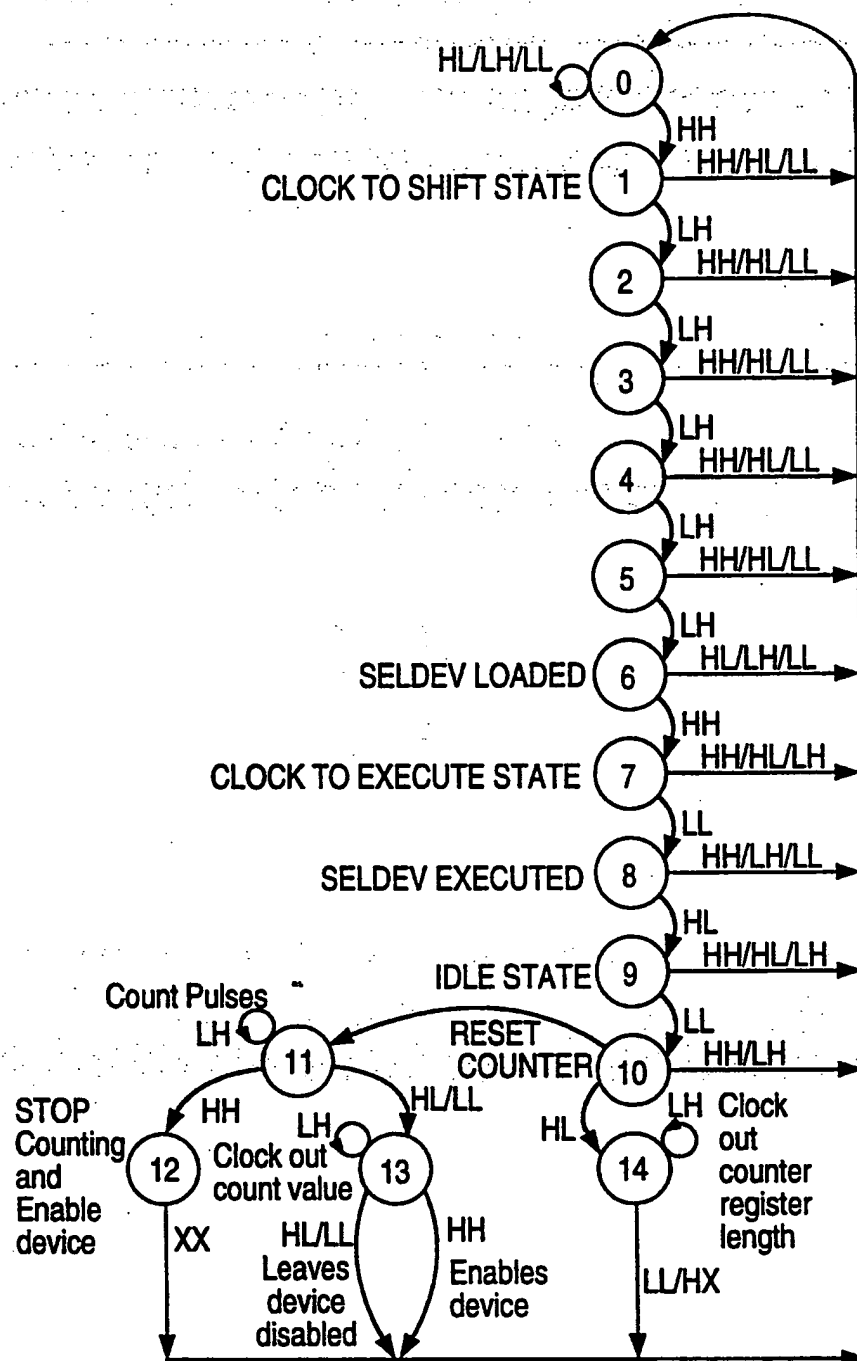 HL/LH/LL
0
HH
CLOCK TO SHIFT STATE
1
HH/HL/LL
LH
2
HH/HL/LL
LH
3
HH/HL/LL
LH
4
HH/HL/LL
LH
5
HH/HL/LL
LH
SELDEV LOADED
6
HL/LH/LL
HH
CLOCK TO EXECUTE STATE
7
HH/HL/LH
LL
SELDEV EXECUTED
8
HH/LH/LL
HL
IDLE STATE
9
HH/HL/LH
LL
Count Pulses
LH
11
RESET
COUNTER
10
HH/LH
HH
HL/LL
HL
STOP
Counting
and
Enable
device
12
XX
LH
Clock out
count value
13
HL/LL
Leaves
device
disabled
HH
Enables
device
14
LH
Clock
out
counter
register
length
LL/HX